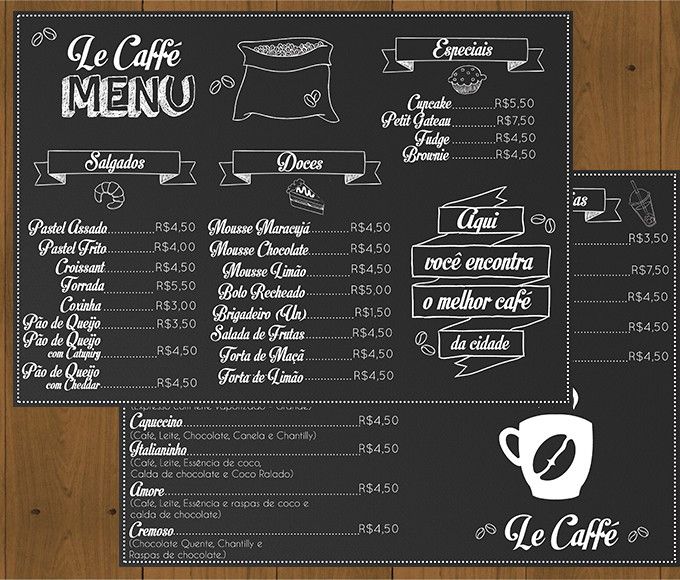 Le Caffé
MENU
Salgados
Pastel Assado R$4,50
Pastel Frito R$4,00
Croissant R$4,50
Torrada R$5,50
Coxinha R$3,00
Pão de Queijo R$3,50
Pão de Queijo
com Catupiry R$4,50
Pão de Queijo
com Cheddar R$4,50
Doces
Mousse Maracujá R$4,50
Mousse Chocolate R$4,50
Mousse Limão R$4,50
Bolo Recheado R$5,00
Brigadeiro (Un) R$1,50
Salada de Frutas R$4,50
Torta de Maçã R$4,50
Torta de Limão R$4,50
Especiais
Cupcake R$5,50
Petit Gateau R$7,50
Fudge R$4,50
Brownie R$4,50
Aqui
você encontra
o melhor café
da cidade
R$3,50
R$7,50
R$4,50
R$4,50
R$4,50
R$4,50
Capuccino R$4,50
(Café, Leite, Chocolate, Canela e Chantilly)
Italianinho R$4,50
(Café, Leite, Essência de coco,
Calda de chocolate e Coco Ralado)
Amore R$4,50
(Café, Leite, Essência e raspas de coco e
calda de chocolate)
Cremoso R$4,50
(Chocolate Quente, Chantilly e
Raspas de chocolate.)
Le Caffé